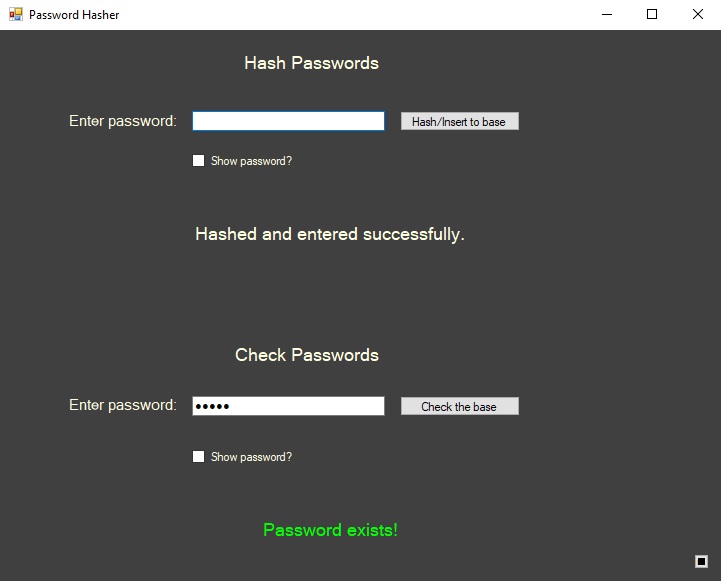 Password Hasher
Hash Passwords
Enter password:
Hash/Insert to base
Show password?
Hashed and entered successfully.
Check Passwords
Enter password: •••••
Check the base
Show password?
Password exists!